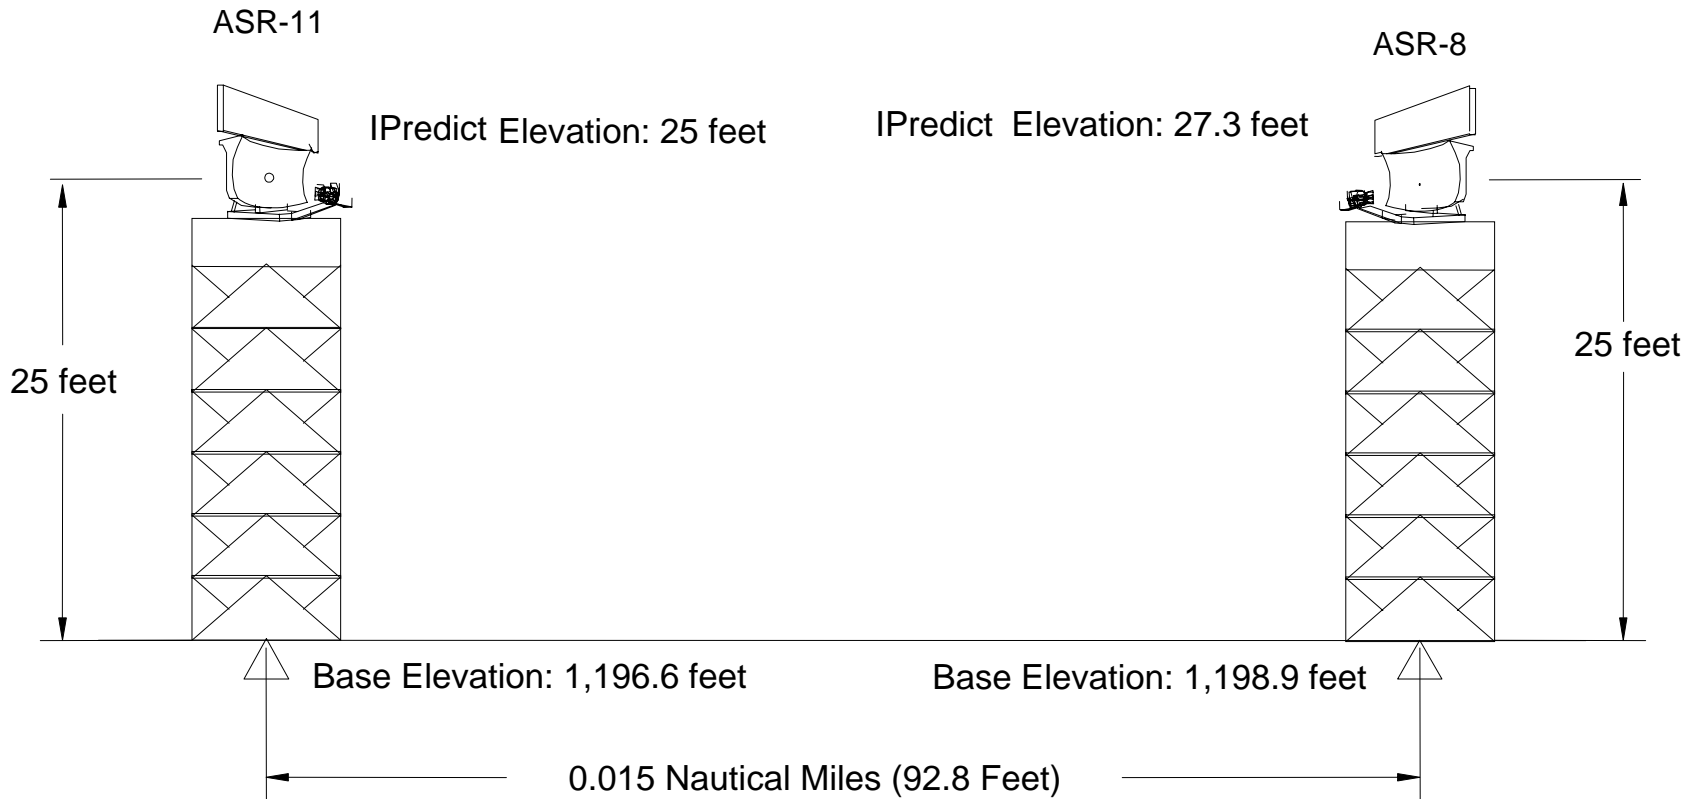 ASR-11
ASR-8
IPredict Elevation: 25 feet
IPredict Elevation: 27.3 feet
25 feet
25 feet
Base Elevation: 1,196.6 feet
Base Elevation: 1,198.9 feet
0.015 Nautical Miles (92.8 Feet)